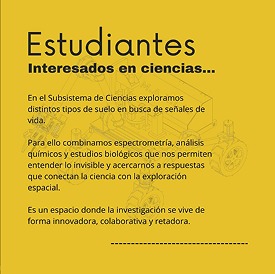 Estudiantes
Interesados en ciencias...
En el Subsistema de Ciencias exploramos
distintos tipos de suelo en busca de señales de
vida.
Para ello combinamos espectrometría, análisis
químicos y estudios biológicos que nos permiten
entender lo invisible y acercarnos a respuestas
que conectan la ciencia con la exploración
espacial.
Es un espacio donde la investigación se vive de
forma innovadora, colaborativa y retadora.